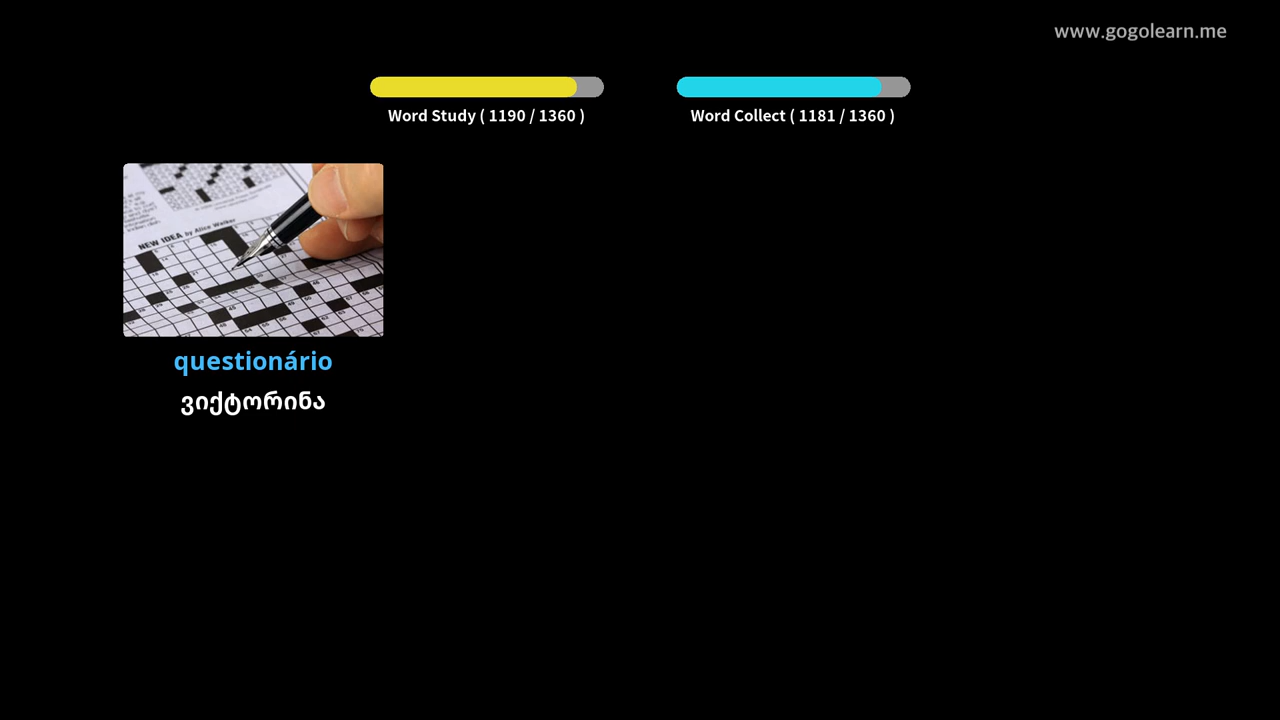 www.gogolearn.me
Word Study ( 1190 / 1360 )
Word Collect ( 1181 / 1360 )
NEW IDEA by Alice Walker
questionário
ვიქტორინა